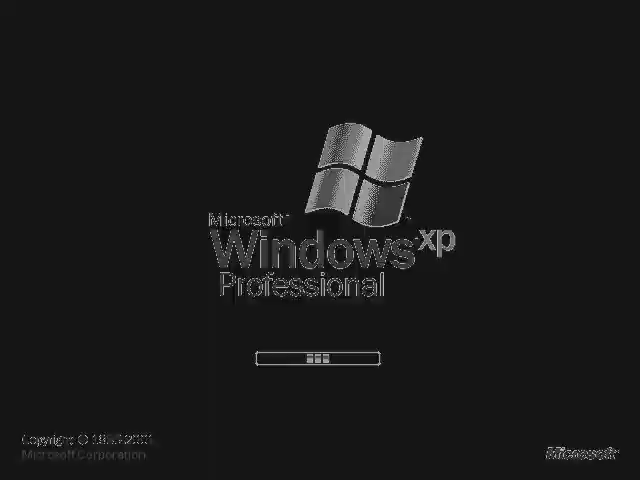 Microsoft
Windows xp
Professional
Copyright ©
Microsoft Corporation
Microsoft